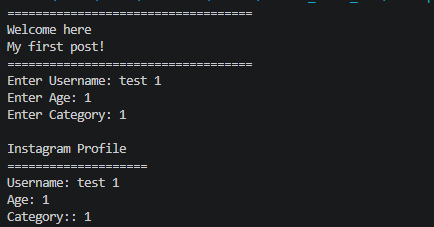 ===================================
Welcome here
My first post!
===================================
Enter Username: test 1
Enter Age: 1
Enter Category: 1
Instagram Profile
====================
Username: test 1
Age: 1
Category:: 1